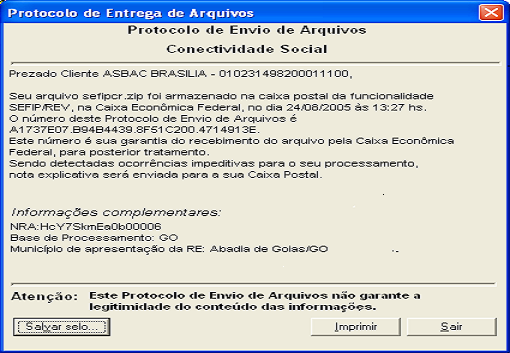 Protocolo de Entrega de Arquivos
Protocolo de Envio de Arquivos
Conectividade Social
Prezado Cliente ASBAC BRASILIA - 010231498200011100,
Seu arquivo sefipcr.zip foi armazenado na caixa postal da funcionalidade
SEFIP/REV, na Caixa Econômica Federal, no dia 24/08/2005 às 13:27 hs.
O número deste Protocolo de Envio de Arquivos é
A1737E07.B94B4439.8F51C200.4714913E.
Este número é sua garantia do recebimento do arquivo pela Caixa Econômica
Federal, para posterior tratamento.
Sendo detectadas ocorrências impeditivas para o seu processamento,
nota explicativa será enviada para a sua Caixa Postal.
Informações complementares:
NRA:HcY7SkmEa0b00006
Base de Processamento: GO
Município de apresentação da RE: Abadia de Goias/GO
Atenção: Este Protocolo de Envio de Arquivos não garante a
legitimidade do conteúdo das informações.
Salvar selo...
Imprimir
Sair